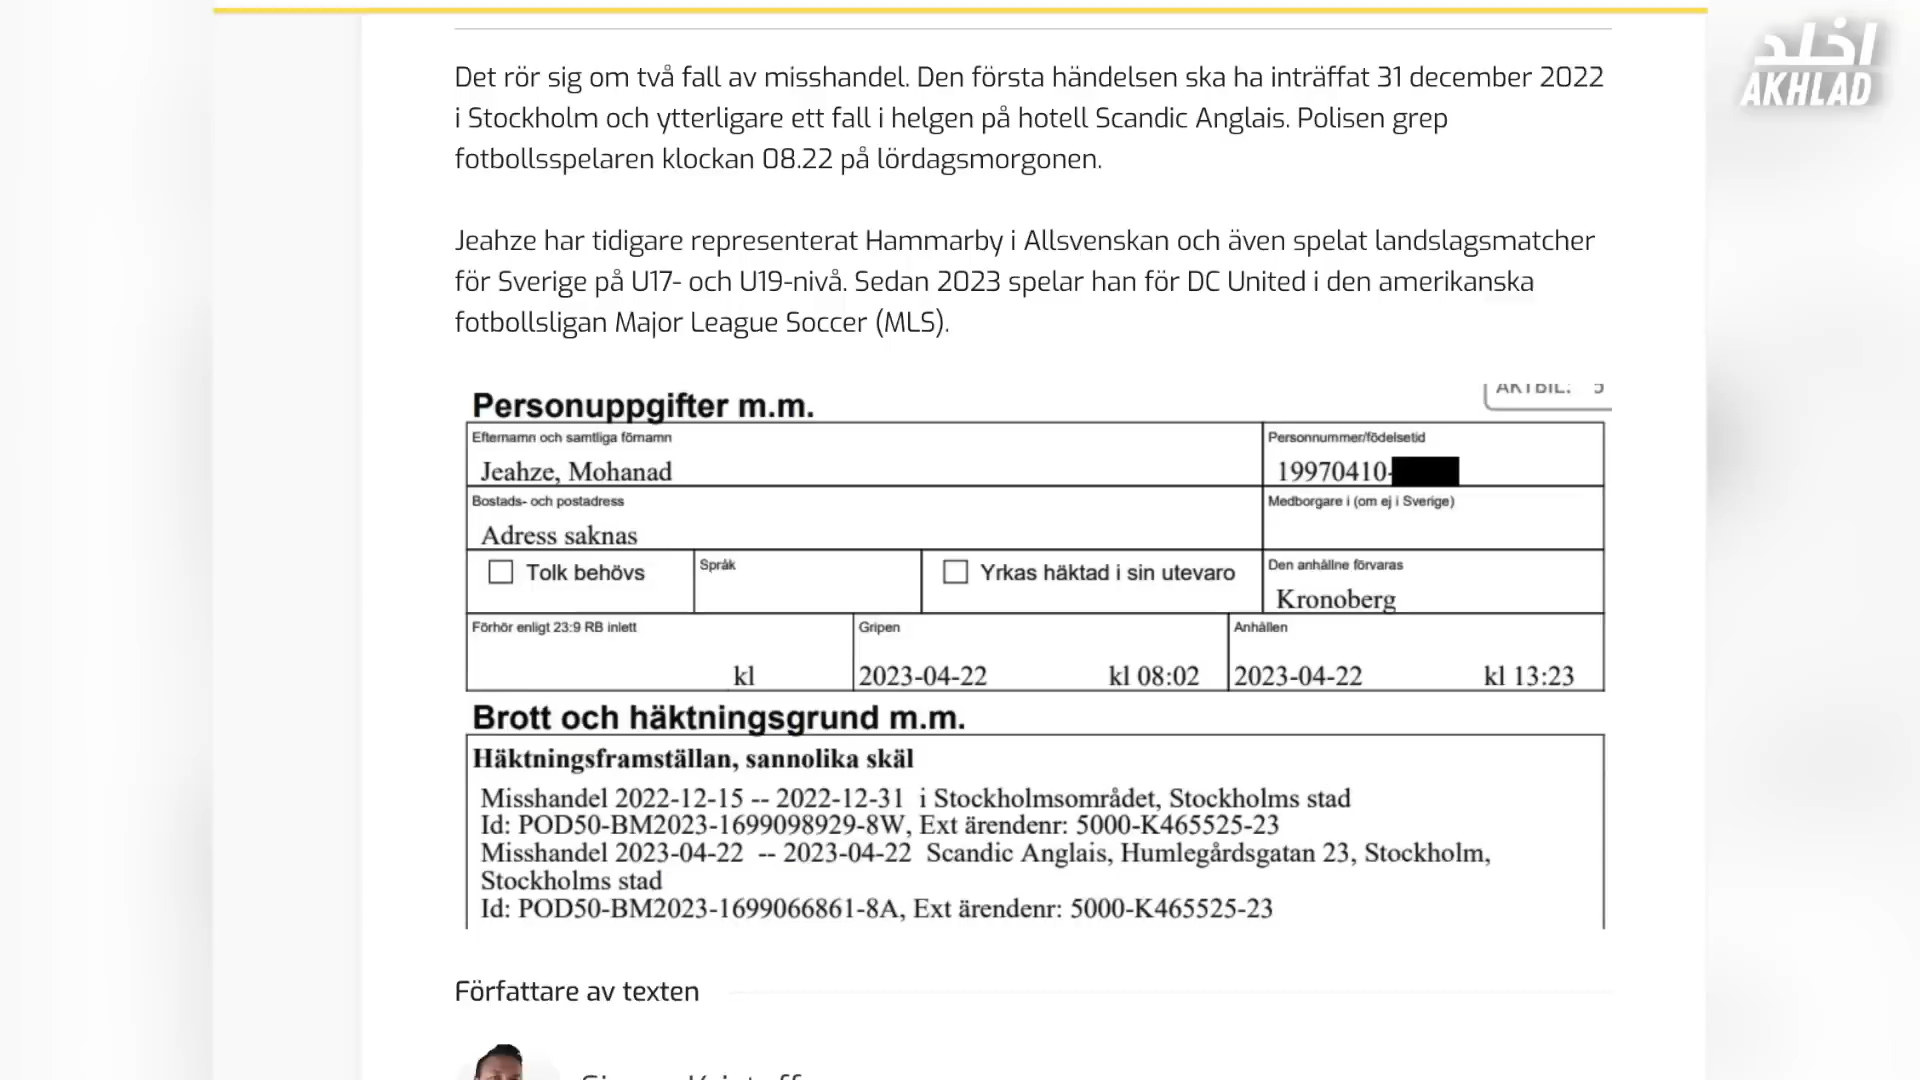 اخلد
AKHLAD
Det rör sig om två fall av misshandel. Den första händelsen ska ha inträffat 31 december 2022
i Stockholm och ytterligare ett fall i helgen på hotell Scandic Anglais. Polisen grep
fotbollsspelaren klockan 08.22 på lördagsmorgonen.
Jeahze har tidigare representerat Hammarby i Allsvenskan och även spelat landslagsmatcher
för Sverige på U17- och U19-nivå. Sedan 2023 spelar han för DC United i den amerikanska
fotbollsligan Major League Soccer (MLS).
AKTBIL: 5
Personuppgifter m.m.
Efternamn och samtliga förnamn
Personnummer/födelsetid
Jeahze, Mohanad
19970410-
Bostads- och postadress
Medborgare i (om ej i Sverige)
Adress saknas
Tolk behövs
Språk
Yrkas häktad i sin utevaro
Den anhållne förvaras
Kronoberg
Förhör enligt 23:9 RB inlett
Gripen
Anhållen
kl
2023-04-22 kl 08:02
2023-04-22 kl 13:23
Brott och häktningsgrund m.m.
Häktningsframställan, sannolika skäl
Misshandel 2022-12-15 -- 2022-12-31 i Stockholmsområdet, Stockholms stad
Id: POD50-BM2023-1699098929-8W, Ext ärendenr: 5000-K465525-23
Misshandel 2023-04-22 -- 2023-04-22 Scandic Anglais, Humlegårdsgatan 23, Stockholm,
Stockholms stad
Id: POD50-BM2023-1699066861-8A, Ext ärendenr: 5000-K465525-23
Författare av texten